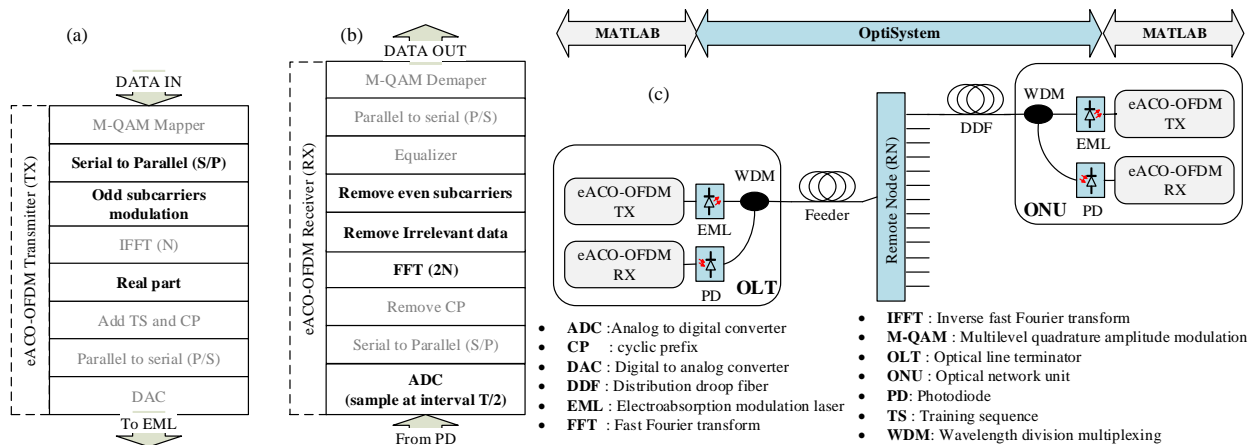 (a)
DATA IN
eACO-OFDM Transmitter (TX)
M-QAM Mapper
Serial to Parallel (S/P)
Odd subcarriers
modulation
IFFT (N)
Real part
Add TS and CP
Parallel to serial (P/S)
DAC
To EML
(b)
DATA OUT
eACO-OFDM Receiver (RX)
M-QAM Demaper
Parallel to serial (P/S)
Equalizer
Remove even subcarriers
Remove Irrelevant data
FFT (2N)
Remove CP
Serial to Parallel (S/P)
ADC
(sample at interval T/2)
From PD
MATLAB
OptiSystem
MATLAB
(c)
eACO-OFDM
TX
EML
WDM
eACO-OFDM
RX
PD
OLT
Feeder
Remote Node (RN)
DDF
WDM
EML
eACO-OFDM
TX
PD
eACO-OFDM
RX
ONU
• ADC :Analog to digital converter
• CP : cyclic prefix
• DAC : Digital to analog converter
• DDF : Distribution droop fiber
• EML : Electroabsorption modulation laser
• FFT : Fast Fourier transform
• IFFT : Inverse fast Fourier transform
• M-QAM : Multilevel quadrature amplitude modulation
• OLT : Optical line terminator
• ONU : Optical network unit
• PD: Photodiode
• TS : Training sequence
• WDM: Wavelength division multiplexing